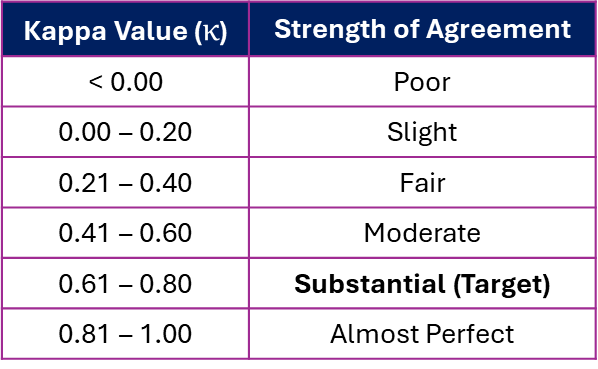 Kappa Value (κ) Strength of Agreement
< 0.00 Poor
0.00 – 0.20 Slight
0.21 – 0.40 Fair
0.41 – 0.60 Moderate
0.61 – 0.80 Substantial (Target)
0.81 – 1.00 Almost Perfect